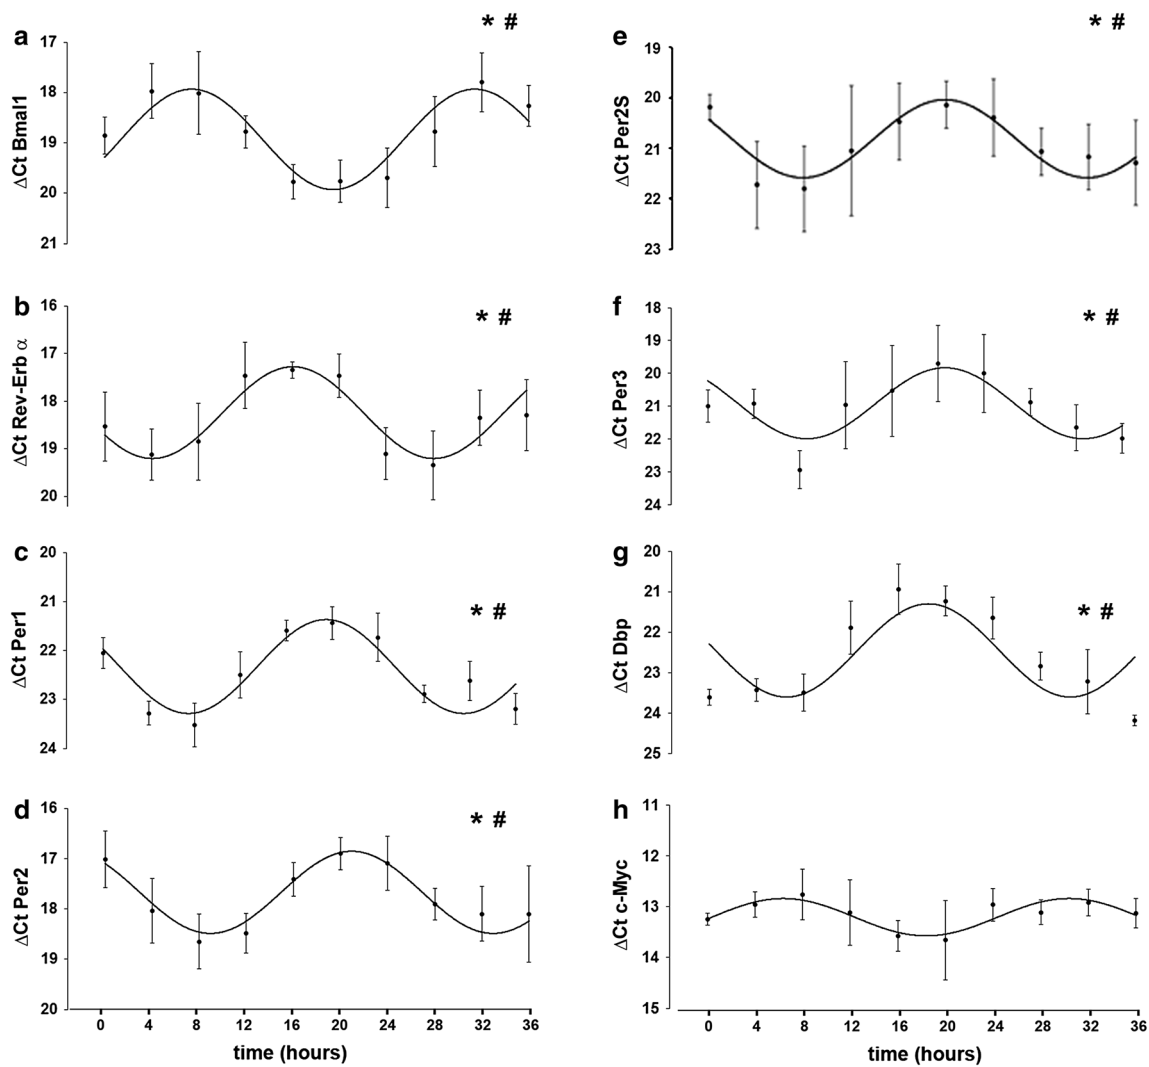 a
* #
17
18
19
20
21
ΔCt Bmal1
b
* #
16
17
18
19
20
ΔCt Rev-Erb α
c
* #
20
21
22
23
24
ΔCt Per1
d
* #
16
17
18
19
20
ΔCt Per2
0 4 8 12 16 20 24 28 32 36
time (hours)
e
* #
19
20
21
22
23
ΔCt Per2S
f
* #
18
19
20
21
22
23
24
ΔCt Per3
g
* #
20
21
22
23
24
25
ΔCt Dbp
h
11
12
13
14
15
ΔCt c-Myc
0 4 8 12 16 20 24 28 32 36
time (hours)